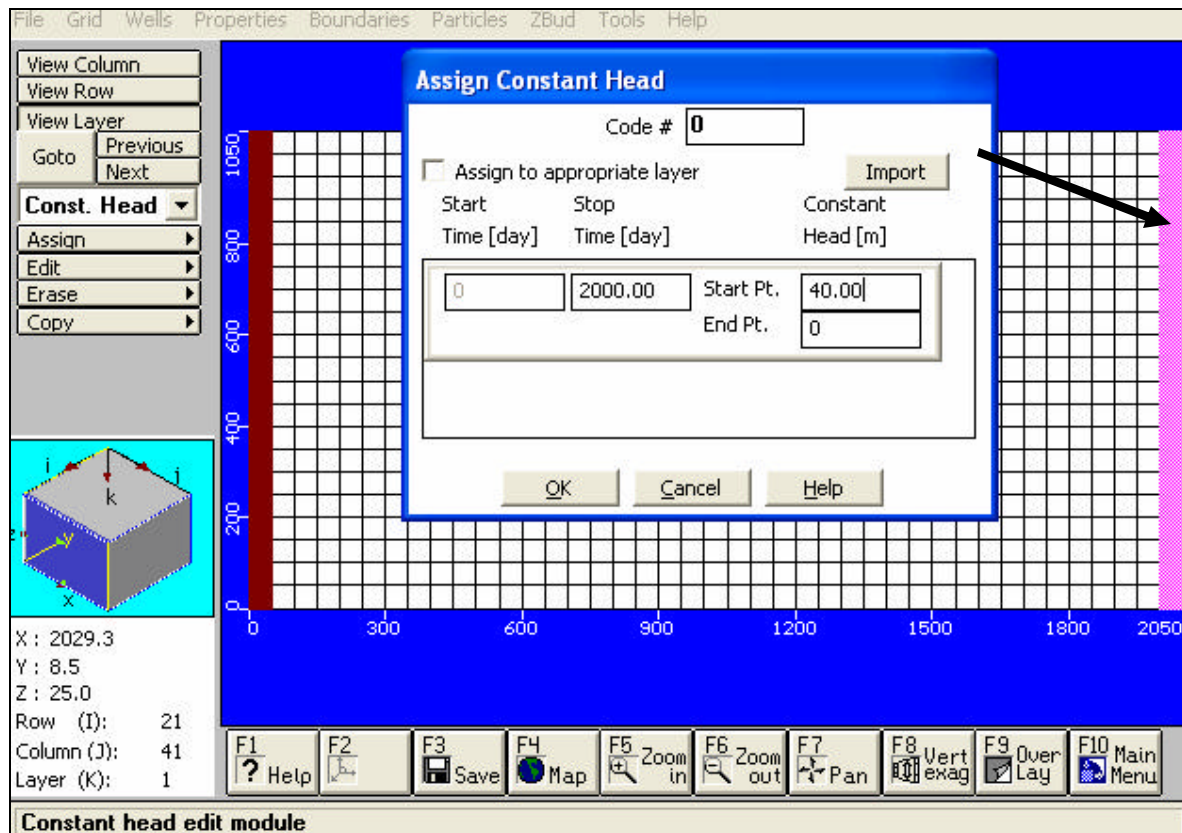 File Grid Wells Properties Boundaries Particles ZBud Tools Help
View Column
View Row
View Layer
Goto
Previous
Next
Const. Head
Assign
Edit
Erase
Copy
Assign Constant Head
Code # 0
Assign to appropriate layer
Import
Start Stop Constant
Time [day] Time [day] Head [m]
0 2000.00 Start Pt. 40.00
End Pt. 0
OK Cancel Help
1050
800
600
400
200
0
0 300 600 900 1200 1500 1800 2050
i j
k
z
y
x
X : 2029.3
Y : 8.5
Z : 25.0
Row (I): 21
Column (J): 41
Layer (K): 1
F1 ? Help
F2
F3 Save
F4 Map
F5 Zoom in
F6 Zoom out
F7 Pan
F8 Vert exag
F9 Over Lay
F10 Main Menu
Constant head edit module